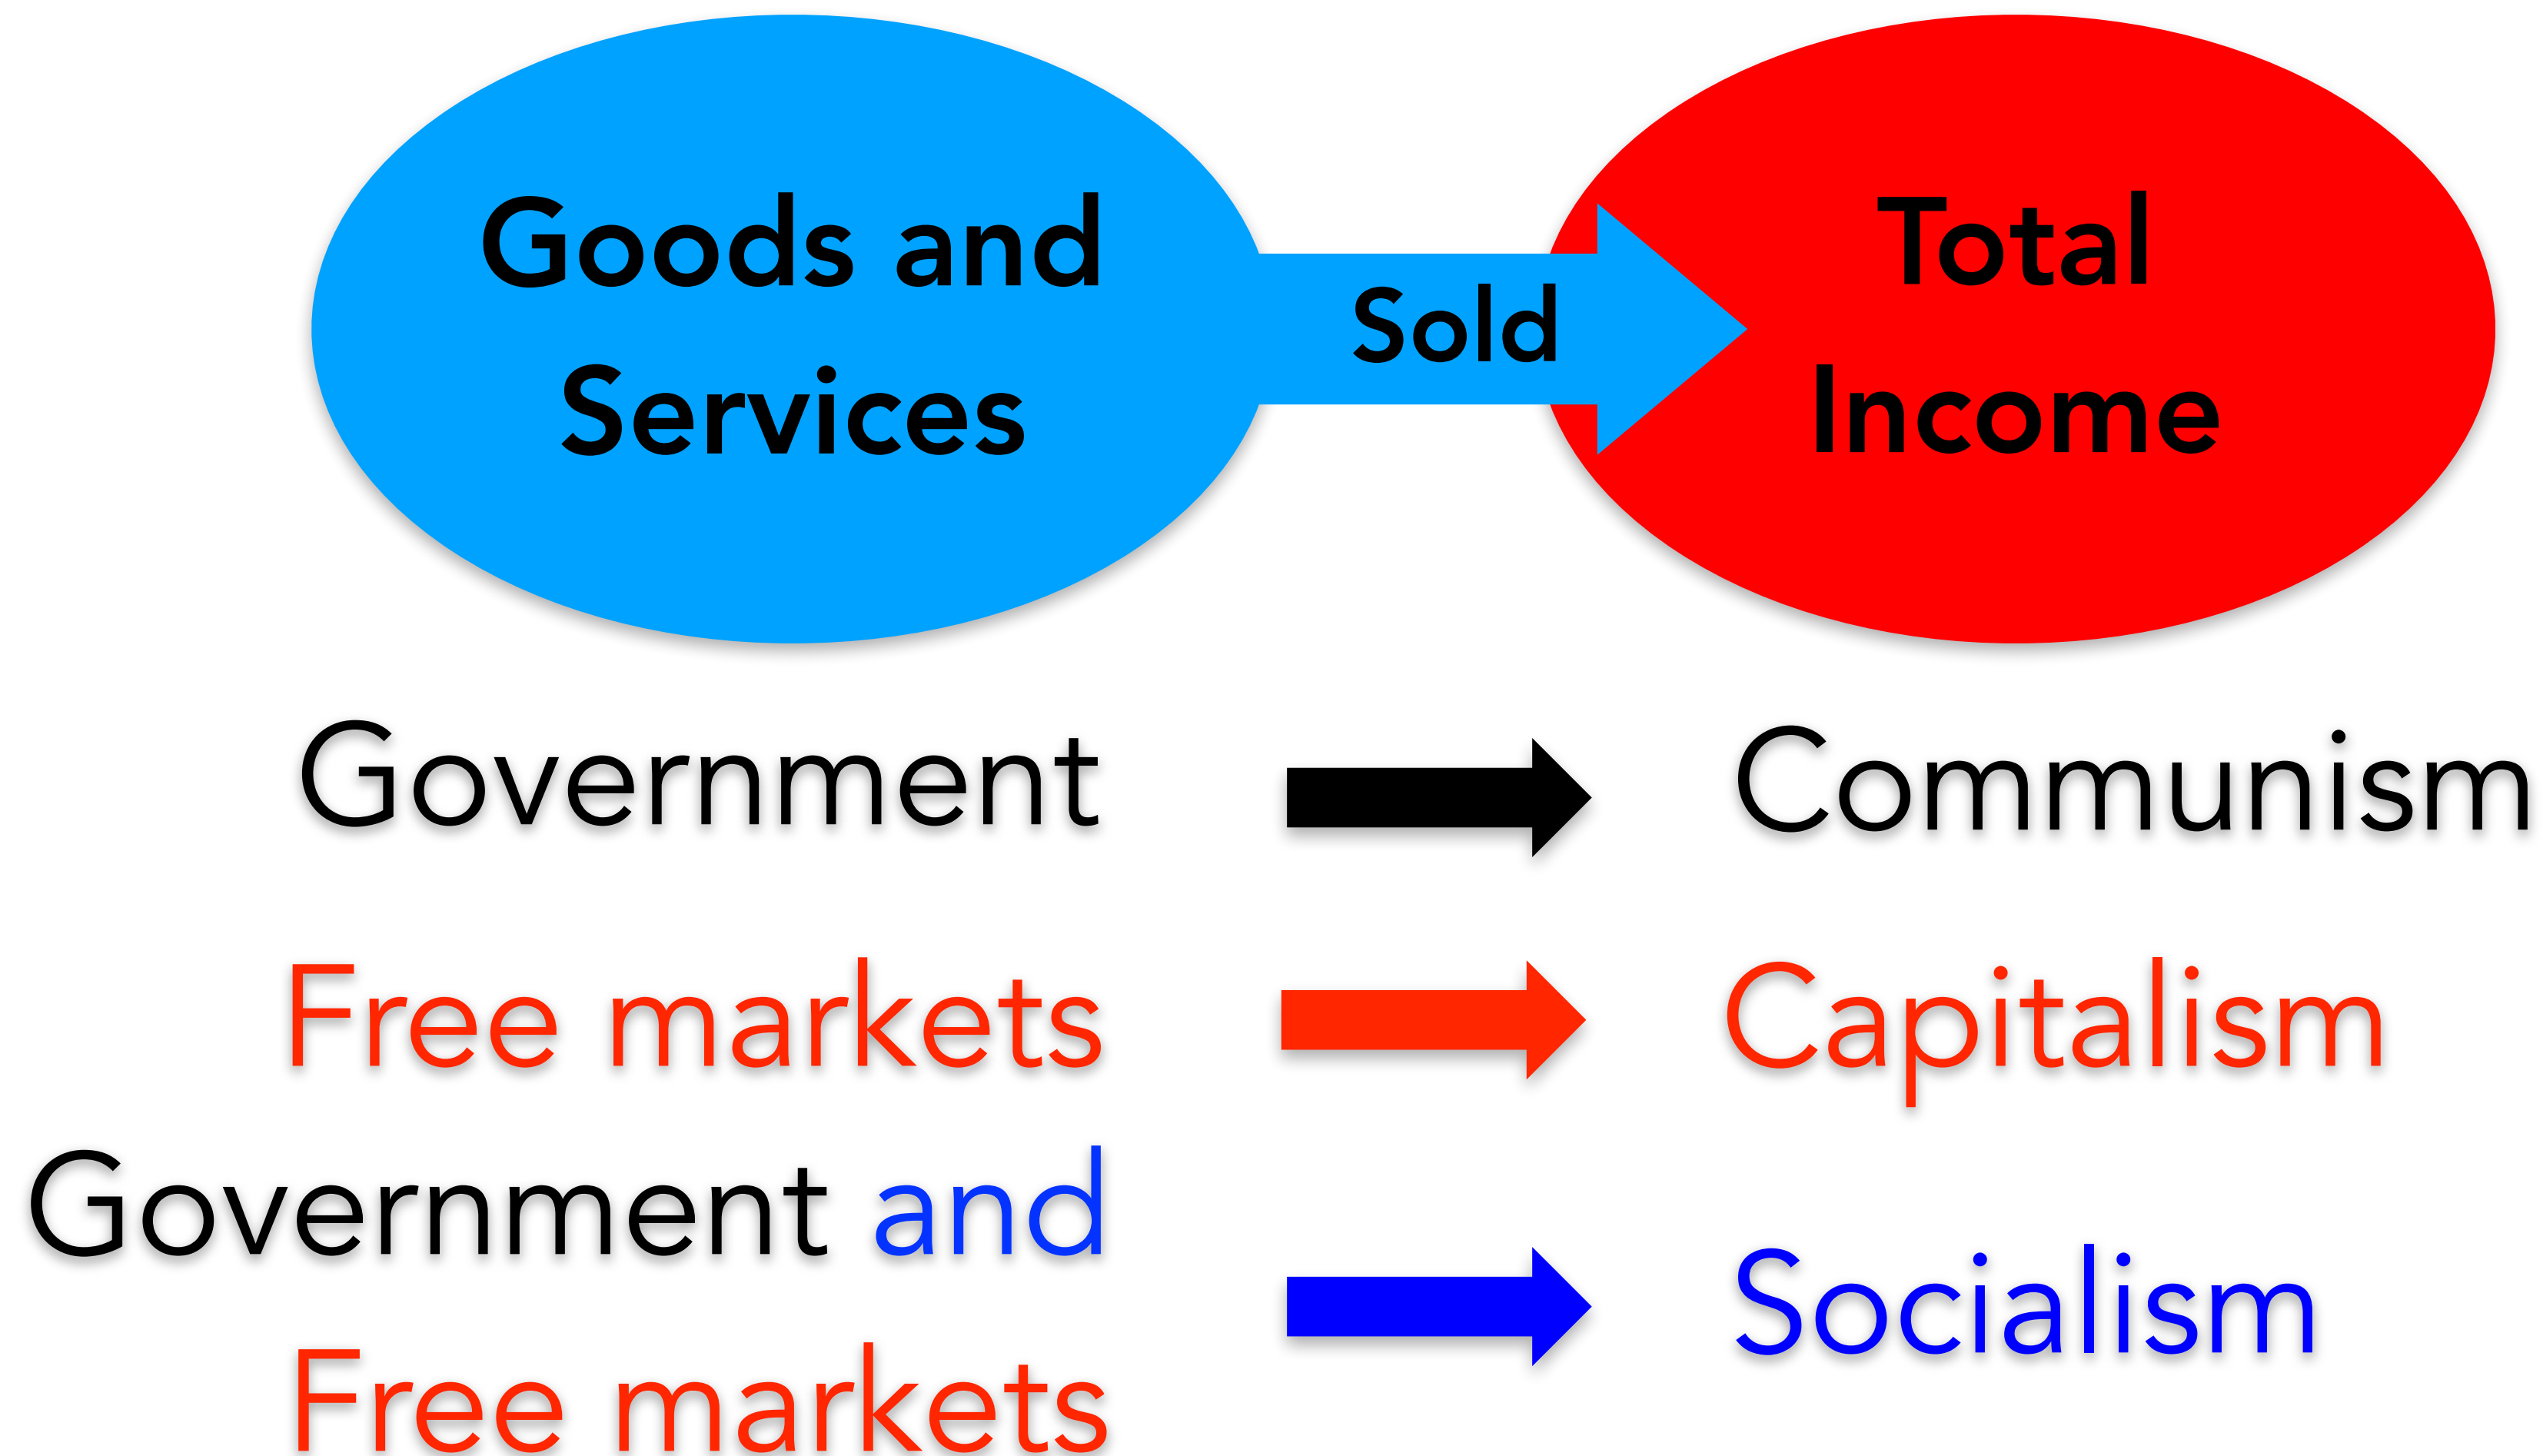 Goods and
Services
Sold
Total
Income
Government
Communism
Free markets
Capitalism
Government and
Free markets
Socialism